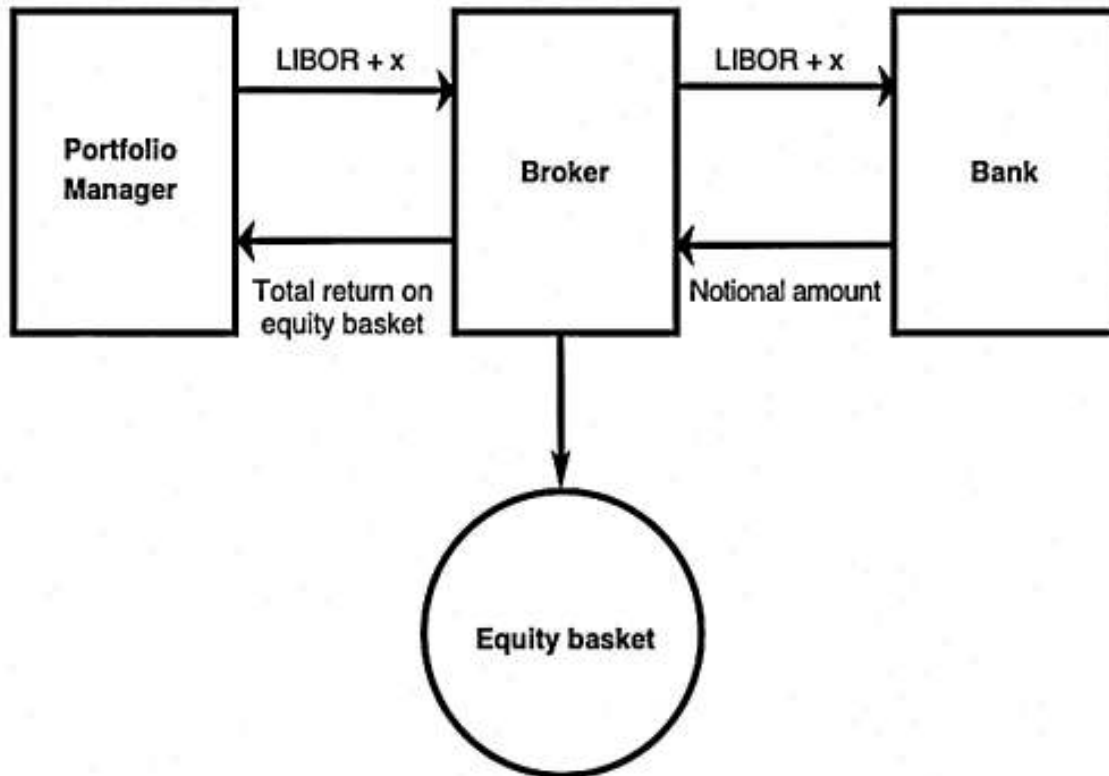 LIBOR + x
LIBOR + x
Portfolio
Manager
Broker
Bank
Total return on
equity basket
Notional amount
Equity basket